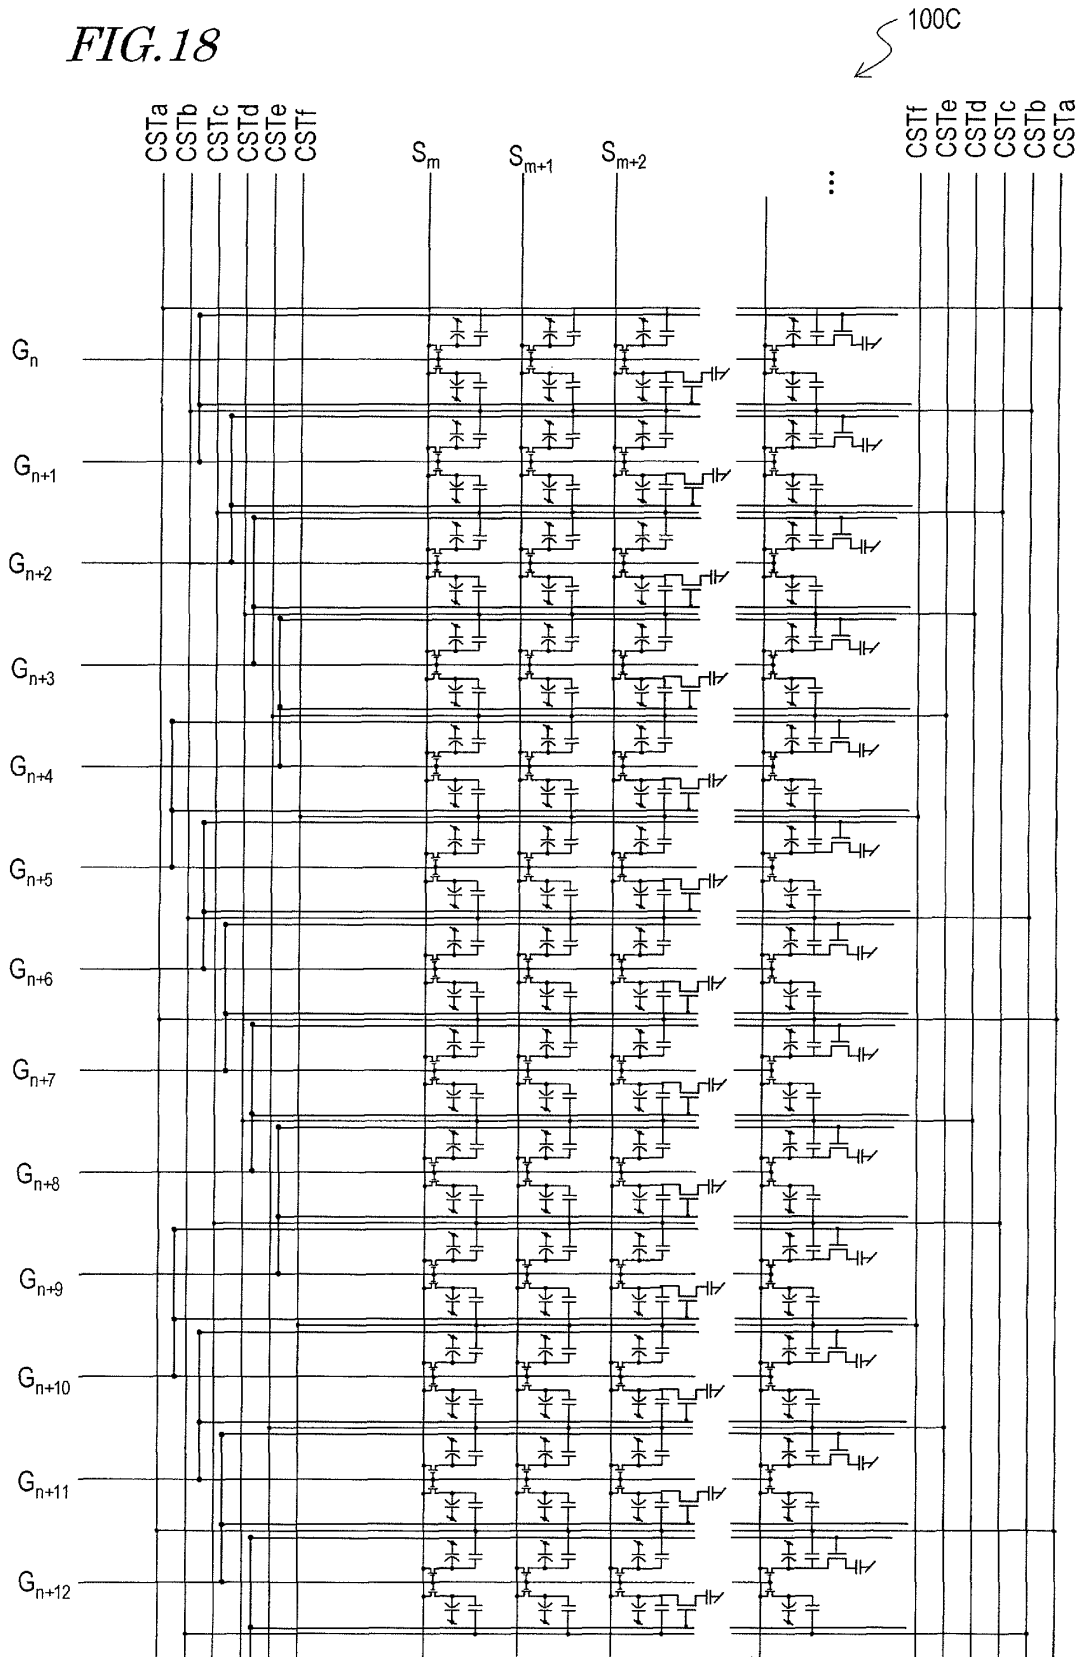 FIG.18
100C
CSTa
CSTb
CSTc
CSTd
CSTe
CSTf
Sm
Sm+1
Sm+2
...
CSTf
CSTe
CSTd
CSTc
CSTb
CSTa
Gn
Gn+1
Gn+2
Gn+3
Gn+4
Gn+5
Gn+6
Gn+7
Gn+8
Gn+9
Gn+10
Gn+11
Gn+12